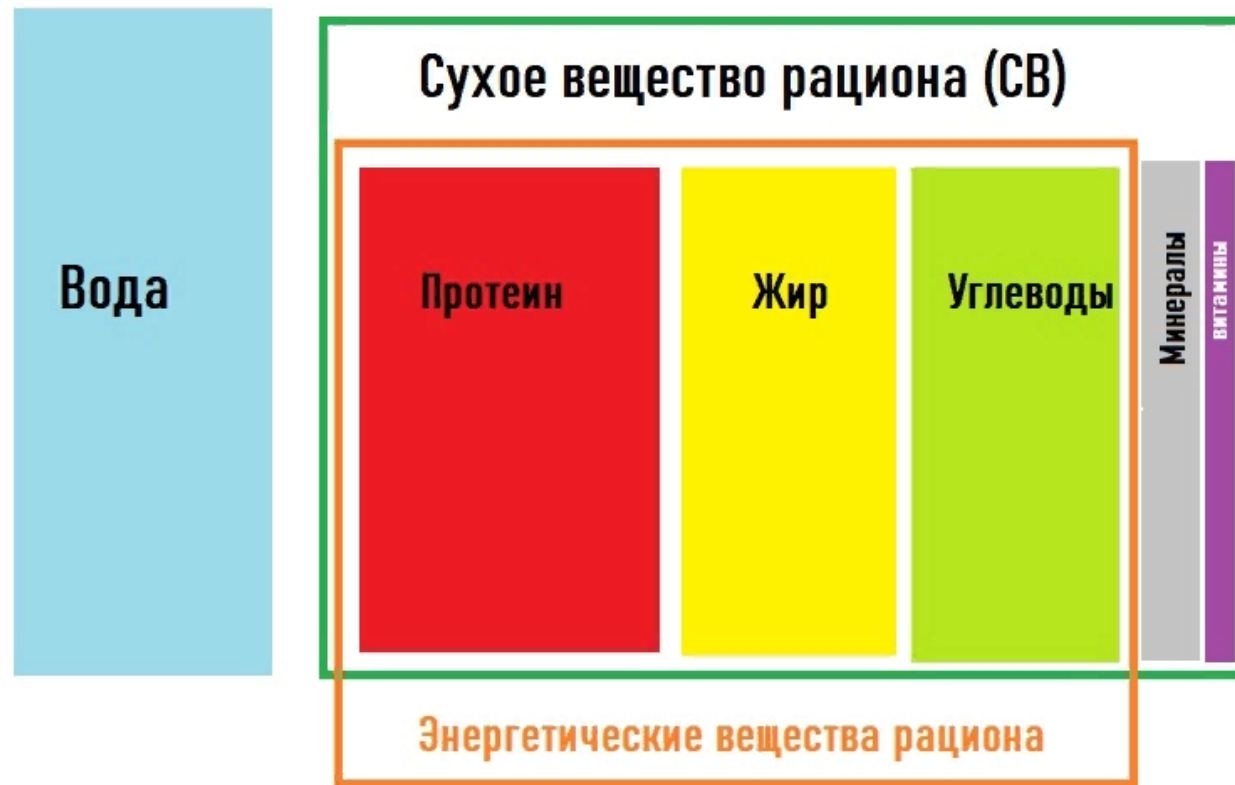 Сухое вещество рациона (СВ)
Вода
Протеин
Жир
Углеводы
Минералы
витамины
Энергетические вещества рациона